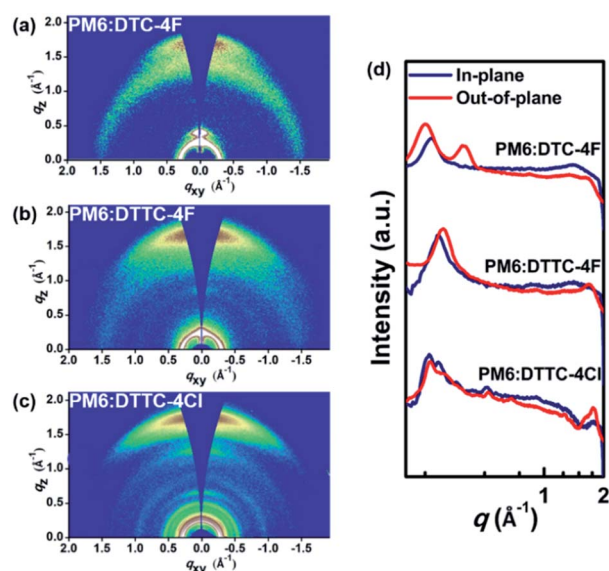 (a)
PM6:DTC-4F
2.0
1.5
1.0
0.5
0.0
qz (Å-1)
2.0 1.5 1.0 0.5 0.0 -0.5 -1.0 -1.5
qxy (Å-1)
(b)
PM6:DTTC-4F
2.0
1.5
1.0
0.5
0.0
qz (Å-1)
2.0 1.5 1.0 0.5 0.0 -0.5 -1.0 -1.5
qxy (Å-1)
(c)
PM6:DTTC-4Cl
2.0
1.5
1.0
0.5
0.0
qz (Å-1)
2.0 1.5 1.0 0.5 0.0 -0.5 -1.0 -1.5
qxy (Å-1)
(d)
In-plane
Out-of-plane
PM6:DTC-4F
PM6:DTTC-4F
PM6:DTTC-4Cl
Intensity (a.u.)
1 2
q (Å-1)